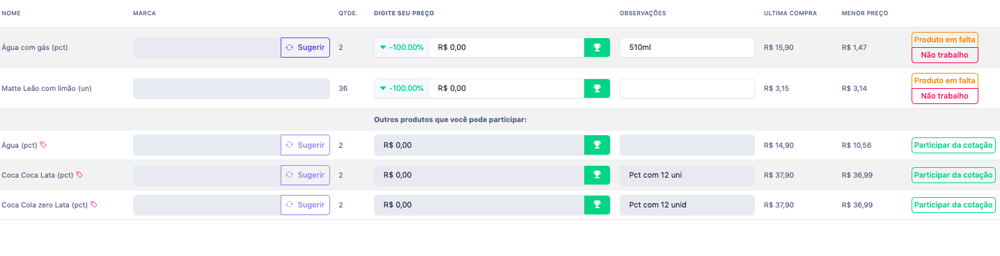 NOME MARCA QTDE. DIGITE SEU PREÇO OBSERVAÇÕES ULTIMA COMPRA MENOR PREÇO
Água com gás (pct) Sugerir 2 -100.00% R$ 0,00 510ml R$ 15,90 R$ 1,47 Produto em falta
Não trabalho
Matte Leão com limão (un) 36 -100.00% R$ 0,00 R$ 3,15 R$ 3,14 Produto em falta
Não trabalho
Outros produtos que você pode participar:
Água (pct) Sugerir 2 R$ 0,00 R$ 14,90 R$ 10,56 Participar da cotação
Coca Coca Lata (pct) Sugerir 2 R$ 0,00 Pct com 12 uni R$ 37,90 R$ 36,99 Participar da cotação
Coca Cola zero Lata (pct) Sugerir 2 R$ 0,00 Pct com 12 unid R$ 37,90 R$ 36,99 Participar da cotação